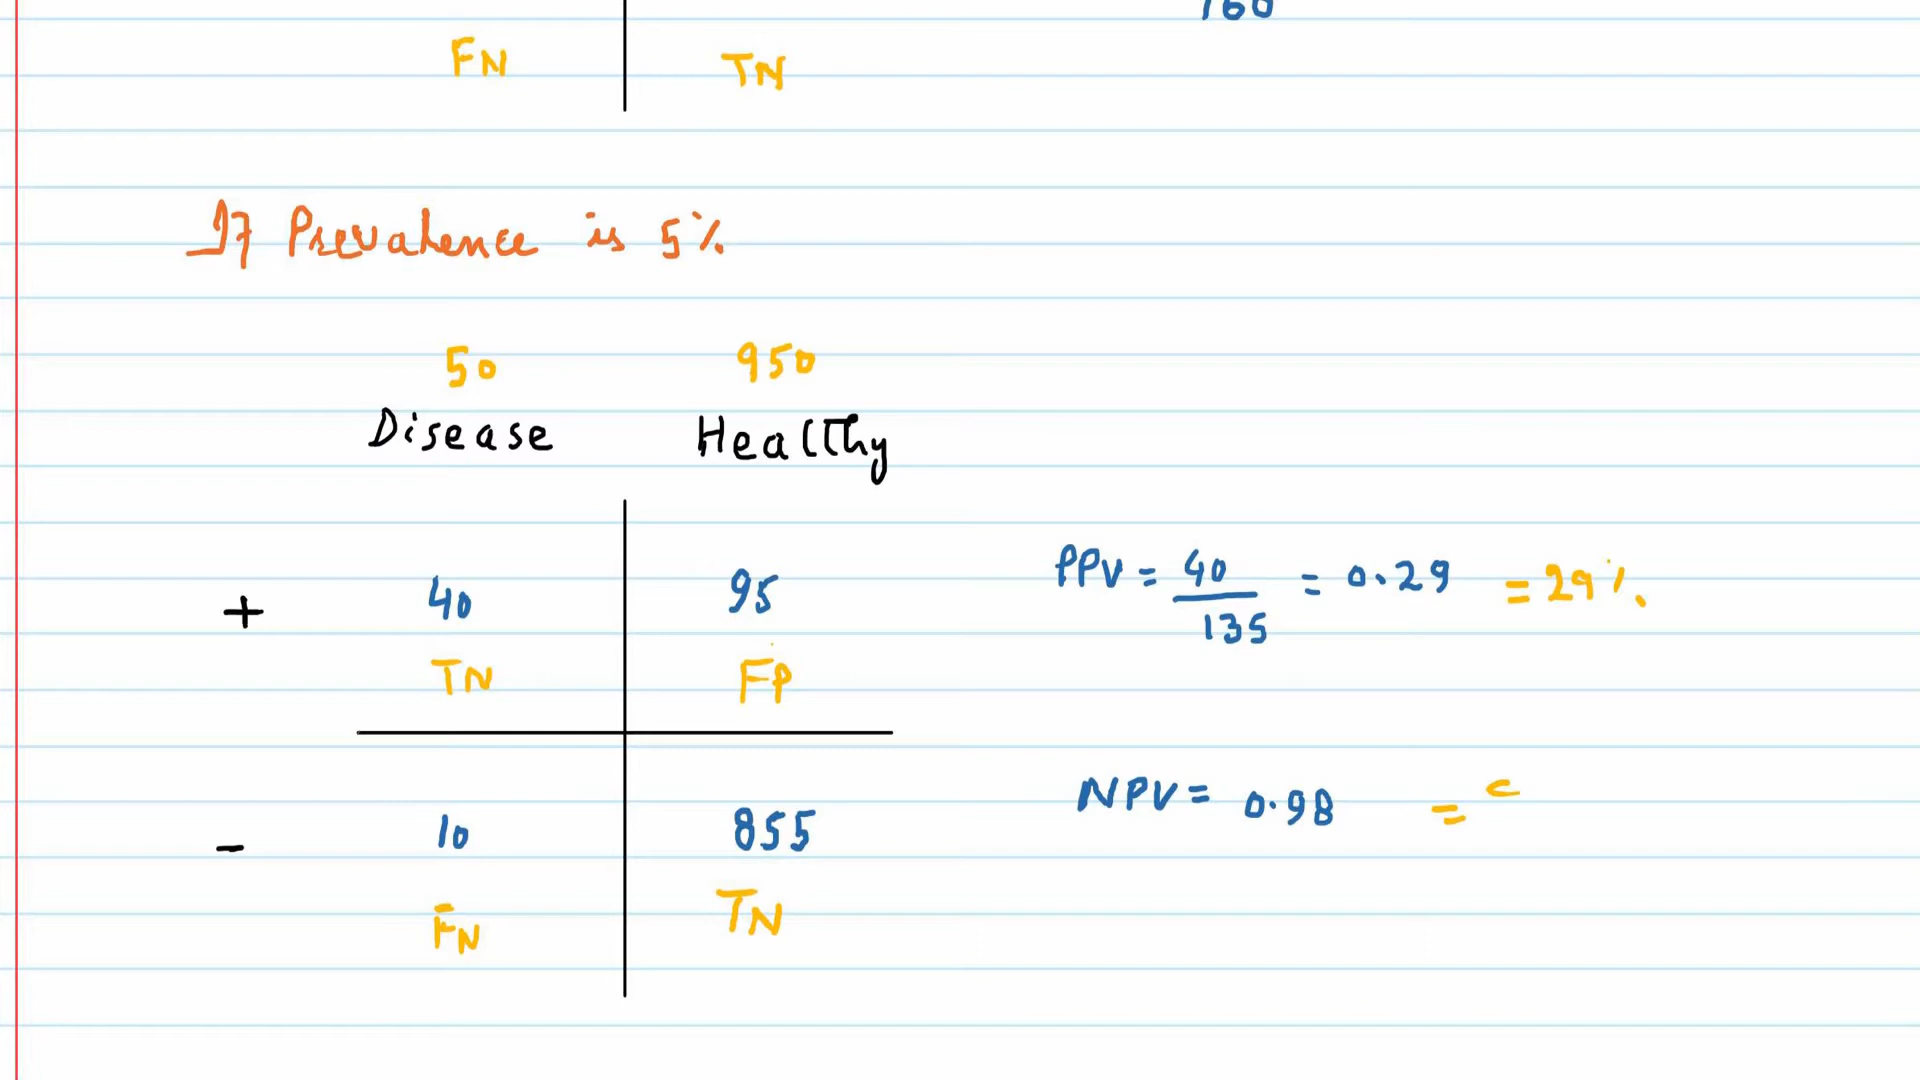 160
FN TN
If Prevalence is 5%
50 950
Disease Healthy
+ 40 95 PPV = 40/135 = 0.29 = 29%
TN FP
- 10 855 NPV = 0.98 =
FN TN